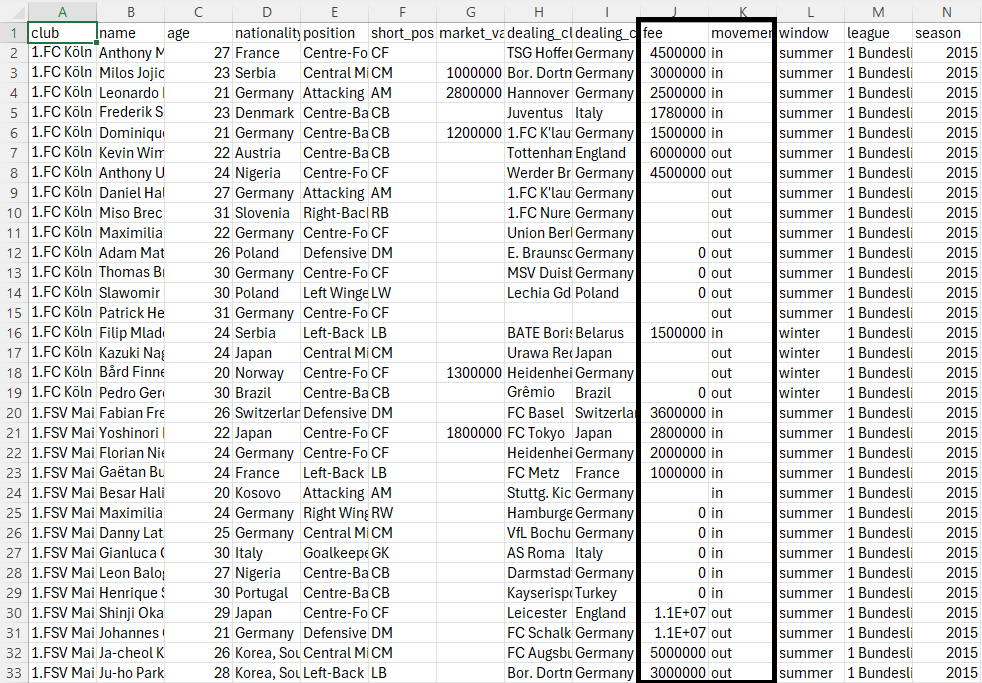 A B C D E F G H I J K L M N
1 club name age nationality position short_pos market_va dealing_cl dealing_c fee movemen window league season
2 1.FC Köln Anthony M 27 France Centre-Fo CF TSG Hoffer Germany 4500000 in summer 1 Bundesli 2015
3 1.FC Köln Milos Jojic 23 Serbia Central Mi CM 1000000 Bor. Dortm Germany 3000000 in summer 1 Bundesli 2015
4 1.FC Köln Leonardo 21 Germany Attacking AM 2800000 Hannover Germany 2500000 in summer 1 Bundesli 2015
5 1.FC Köln Frederik S 23 Denmark Centre-Ba CB Juventus Italy 1780000 in summer 1 Bundesli 2015
6 1.FC Köln Dominique 21 Germany Centre-Ba CB 1200000 1.FC K'lau Germany 1500000 in summer 1 Bundesli 2015
7 1.FC Köln Kevin Wim 22 Austria Centre-Ba CB Tottenham England 6000000 out summer 1 Bundesli 2015
8 1.FC Köln Anthony U 24 Nigeria Centre-Fo CF Werder Br Germany 4500000 out summer 1 Bundesli 2015
9 1.FC Köln Daniel Hal 27 Germany Attacking AM 1.FC K'lau Germany out summer 1 Bundesli 2015
10 1.FC Köln Miso Brec 31 Slovenia Right-Bacl RB 1.FC Nure Germany out summer 1 Bundesli 2015
11 1.FC Köln Maximilia 22 Germany Centre-Fo CF Union Berl Germany out summer 1 Bundesli 2015
12 1.FC Köln Adam Mat 26 Poland Defensive DM E. Braunsc Germany 0 out summer 1 Bundesli 2015
13 1.FC Köln Thomas Br 30 Germany Centre-Fo CF MSV Duisb Germany 0 out summer 1 Bundesli 2015
14 1.FC Köln Slawomir 30 Poland Left Winge LW Lechia Gd Poland 0 out summer 1 Bundesli 2015
15 1.FC Köln Patrick He 31 Germany Centre-Fo CF out summer 1 Bundesli 2015
16 1.FC Köln Filip Mlade 24 Serbia Left-Back LB BATE Boris Belarus 1500000 in winter 1 Bundesli 2015
17 1.FC Köln Kazuki Nag 24 Japan Central Mi CM Urawa Rec Japan out winter 1 Bundesli 2015
18 1.FC Köln Bård Finne 20 Norway Centre-Fo CF 1300000 Heidenhei Germany out winter 1 Bundesli 2015
19 1.FC Köln Pedro Gerc 30 Brazil Centre-Ba CB Grêmio Brazil 0 out winter 1 Bundesli 2015
20 1.FSV Mai Fabian Fre 26 Switzerlan Defensive DM FC Basel Switzerla 3600000 in summer 1 Bundesli 2015
21 1.FSV Mai Yoshinori 22 Japan Centre-Fo CF 1800000 FC Tokyo Japan 2800000 in summer 1 Bundesli 2015
22 1.FSV Mai Florian Nie 24 Germany Centre-Fo CF Heidenhei Germany 2000000 in summer 1 Bundesli 2015
23 1.FSV Mai Gaëtan Bu 24 France Left-Back LB FC Metz France 1000000 in summer 1 Bundesli 2015
24 1.FSV Mai Besar Hali 20 Kosovo Attacking AM Stuttg. Kic Germany in summer 1 Bundesli 2015
25 1.FSV Mai Maximilia 24 Germany Right Wing RW Hamburge Germany 0 in summer 1 Bundesli 2015
26 1.FSV Mai Danny Lat 25 Germany Central Mi CM VfL Bochu Germany 0 in summer 1 Bundesli 2015
27 1.FSV Mai Gianluca C 30 Italy Goalkeepe GK AS Roma Italy 0 in summer 1 Bundesli 2015
28 1.FSV Mai Leon Balog 27 Nigeria Centre-Ba CB Darmstad Germany 0 in summer 1 Bundesli 2015
29 1.FSV Mai Henrique S 30 Portugal Centre-Ba CB Kayserispo Turkey 0 in summer 1 Bundesli 2015
30 1.FSV Mai Shinji Oka 29 Japan Centre-Fo CF Leicester England 1.1E+07 out summer 1 Bundesli 2015
31 1.FSV Mai Johannes 21 Germany Defensive DM FC Schalk Germany 1.1E+07 out summer 1 Bundesli 2015
32 1.FSV Mai Ja-cheol K 26 Korea, Sou Central Mi CM FC Augsbu Germany 5000000 out summer 1 Bundesli 2015
33 1.FSV Mai Ju-ho Park 28 Korea, Sou Left-Back LB Bor. Dortm Germany 3000000 out summer 1 Bundesli 2015